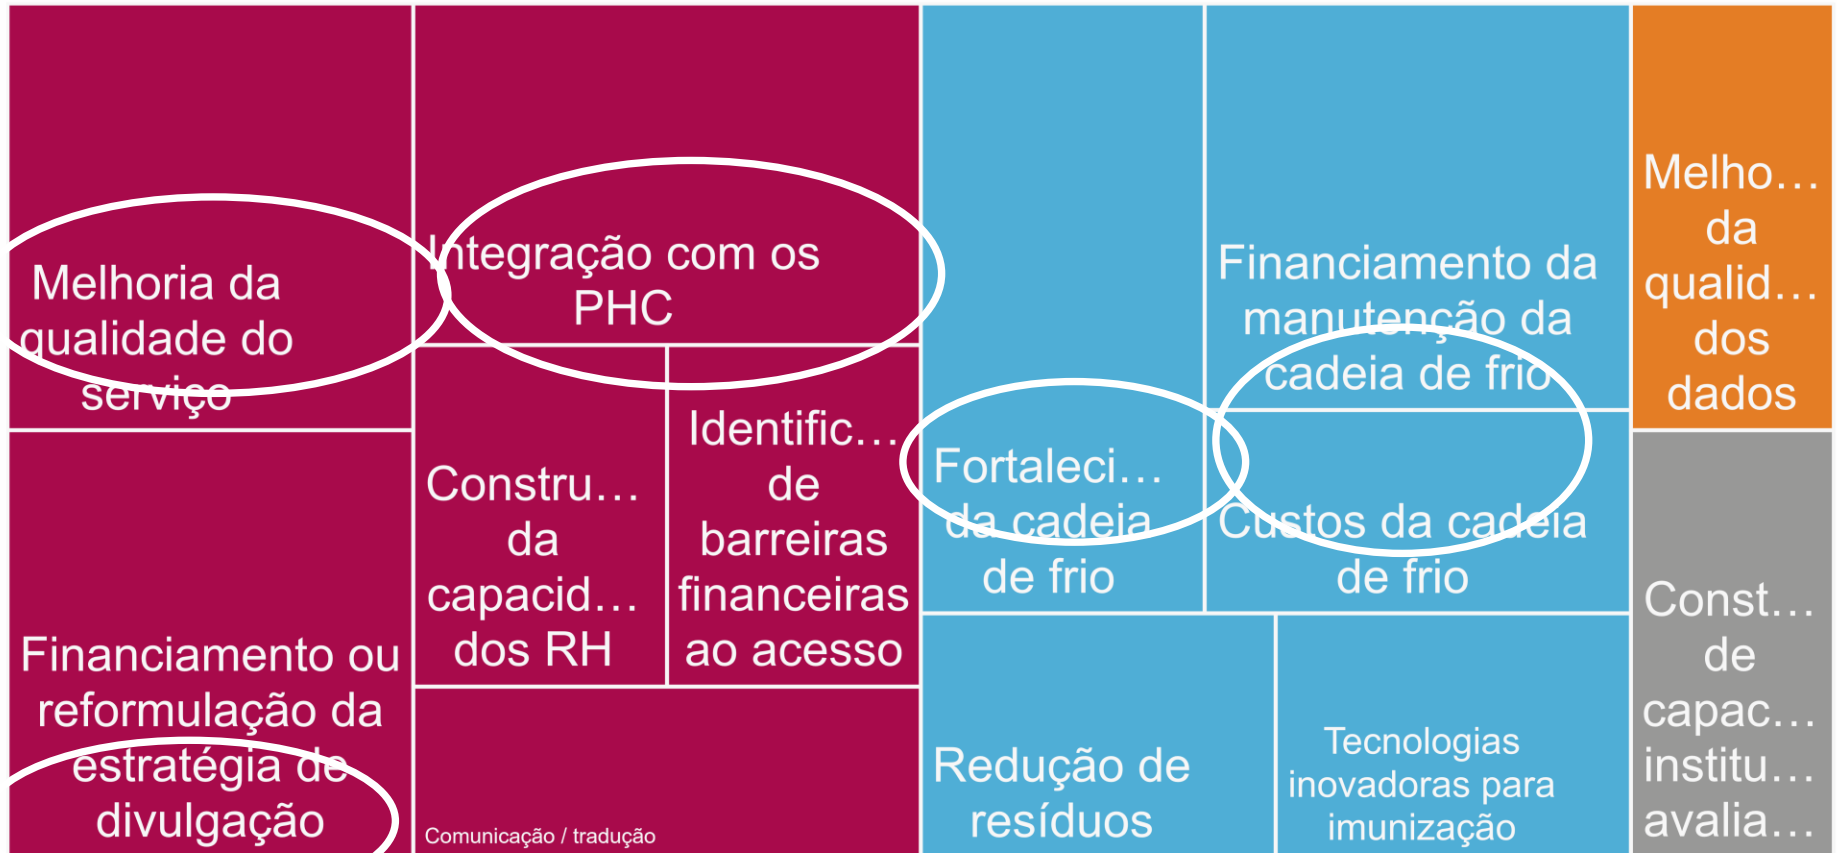 Melhoria da
qualidade do
serviço
Integração com os
PHC
Financiamento ou
reformulação da
estratégia de
divulgação
Constru…
da
capacid…
dos RH
Identific…
de
barreiras
financeiras
ao acesso
Comunicação / tradução
Fortaleci…
da cadeia
de frio
Financiamento da
manutenção da
cadeia de frio
Custos da cadeia
de frio
Redução de
resíduos
Tecnologias
inovadoras para
imunização
Melho…
da
qualid…
dos
dados
Const…
de
capac…
institu…
avalia…